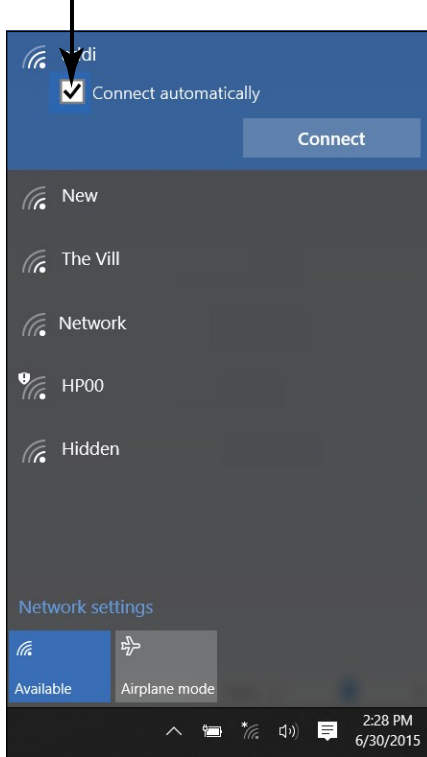 Connect automatically
Connect
New
The Vill
Network
HP00
Hidden
Network settings
Available
Airplane mode
2:28 PM
6/30/2015